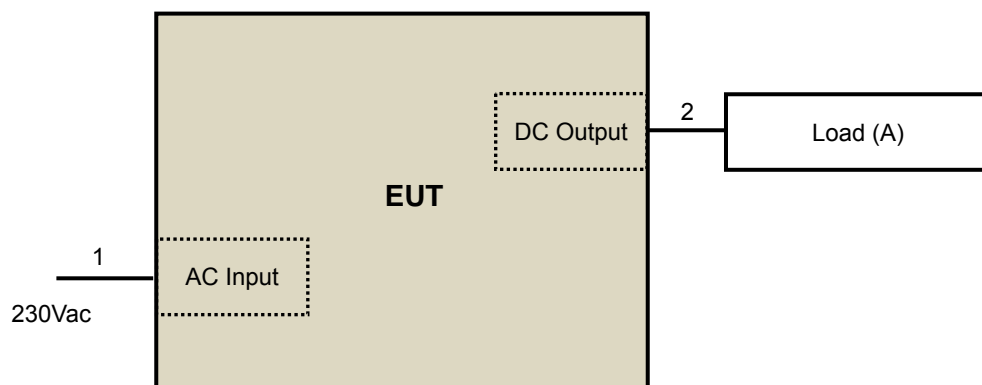 2
DC Output
Load (A)
EUT
1
AC Input
230Vac